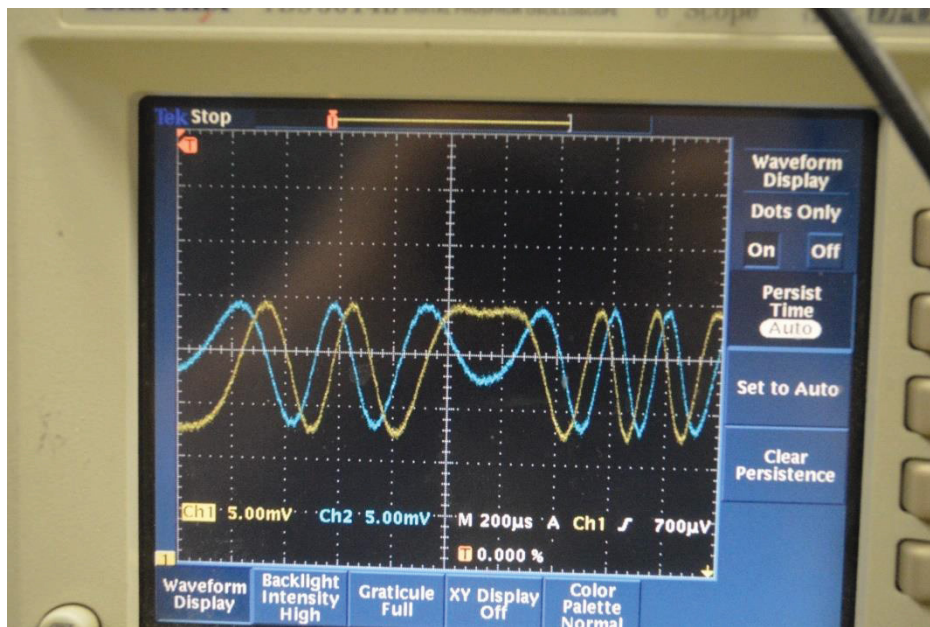 Tek Stop
T
T
Waveform
Display
Dots Only
On Off
Persist
Time
Auto
Set to Auto
Clear
Persistence
Ch1 5.00mV Ch2 5.00mV M 200µs A Ch1 700µV
T 0.000 %
1
Waveform
Display
Backlight
Intensity
High
Graticule
Full
XY Display
Off
Color
Palette
Normal